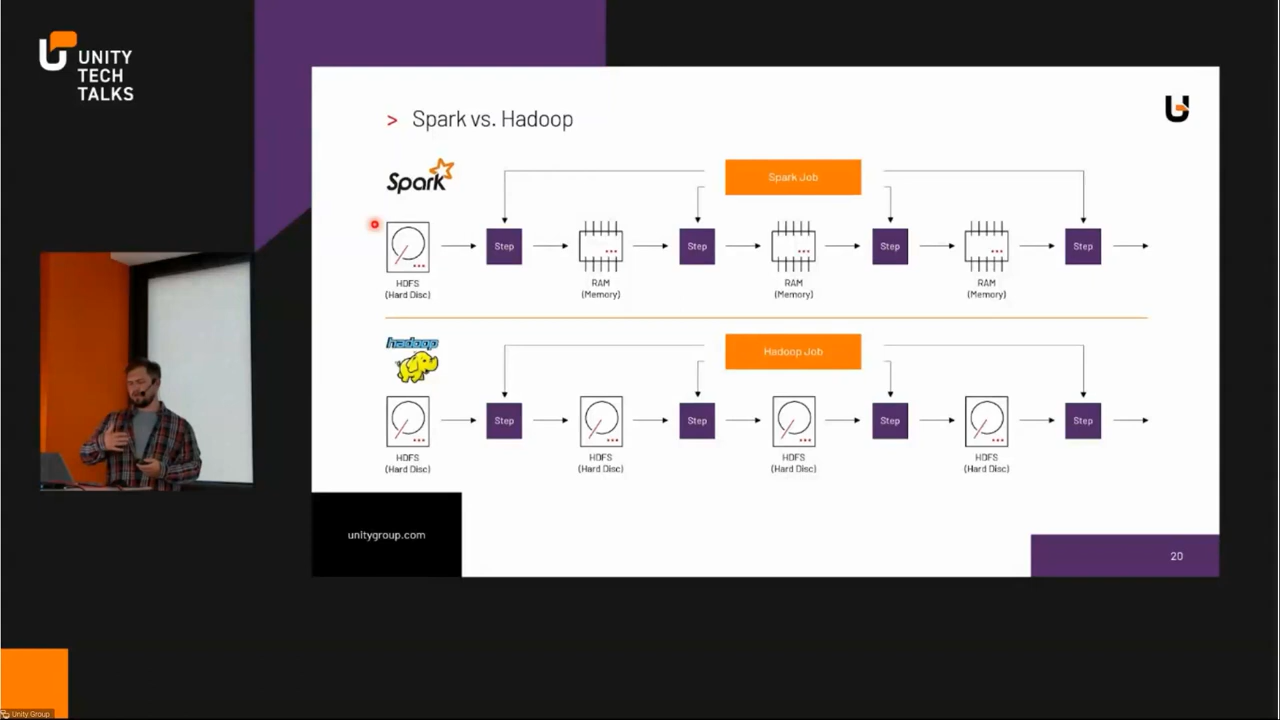 UNITY
TECH
TALKS
> Spark vs. Hadoop
Spark
Spark Job
Step
Step
Step
Step
HDFS
(Hard Disc)
RAM
(Memory)
RAM
(Memory)
RAM
(Memory)
hadoop
Hadoop Job
Step
Step
Step
Step
HDFS
(Hard Disc)
HDFS
(Hard Disc)
HDFS
(Hard Disc)
HDFS
(Hard Disc)
unitygroup.com
20
Unity Group